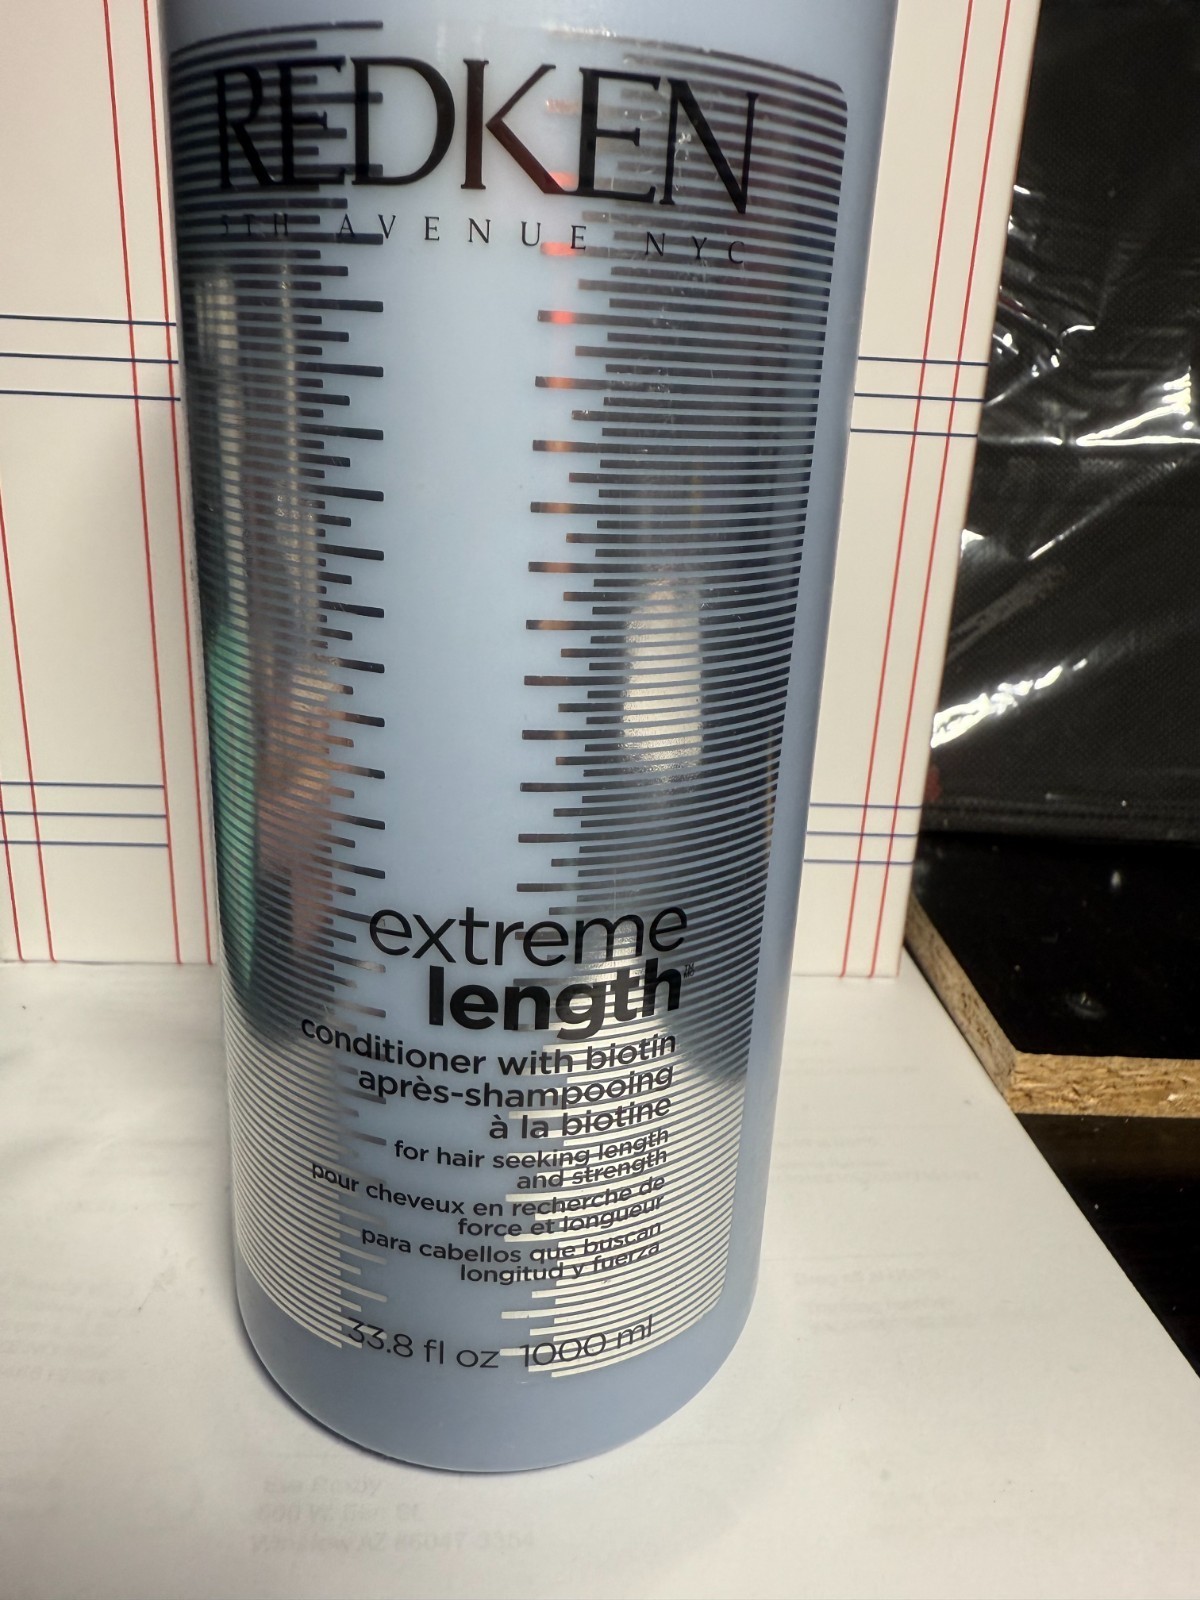 REDKEN
5TH AVENUE NYC
extreme
length
conditioner with biotin
après-shampooing
à la biotine
for hair seeking length
and strength
pour cheveux en recherche de
force et longueur
para cabellos que buscan
longitud y fuerza
33.8 fl oz 1000 ml